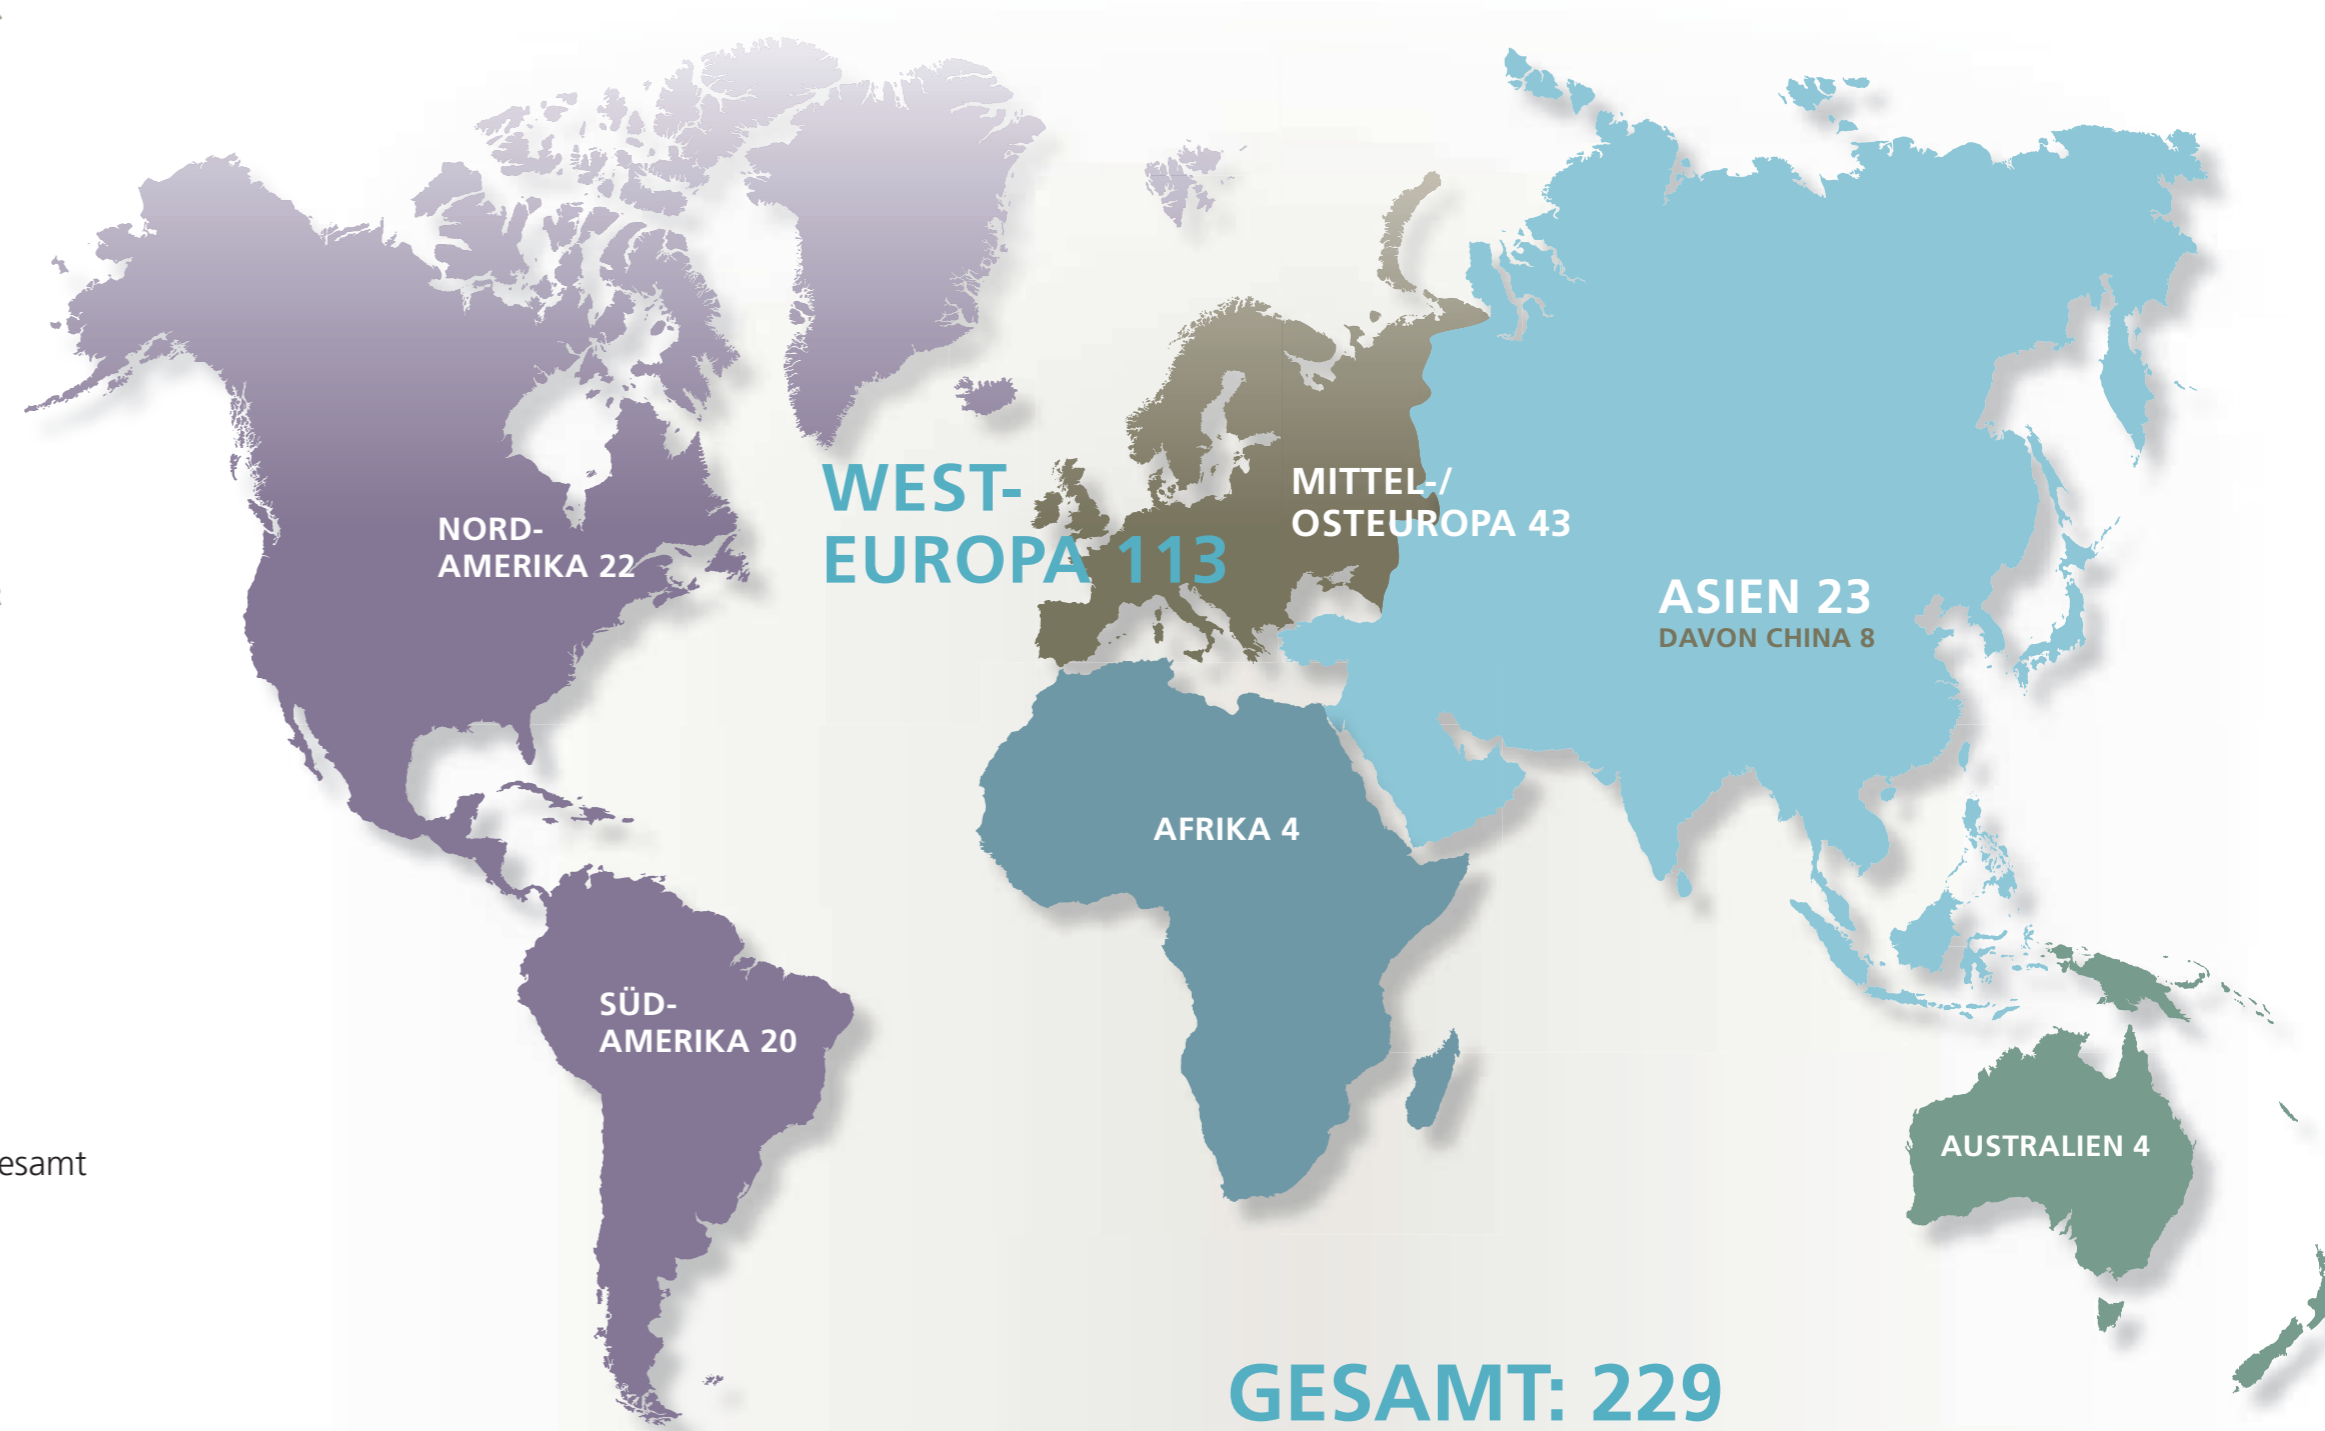 WEST-
EUROPA 113
MITTEL-/
OSTEUROPA 43
NORD-
AMERIKA 22
ASIEN 23
DAVON CHINA 8
AFRIKA 4
SÜD-
AMERIKA 20
AUSTRALIEN 4
esamt
GESAMT: 229